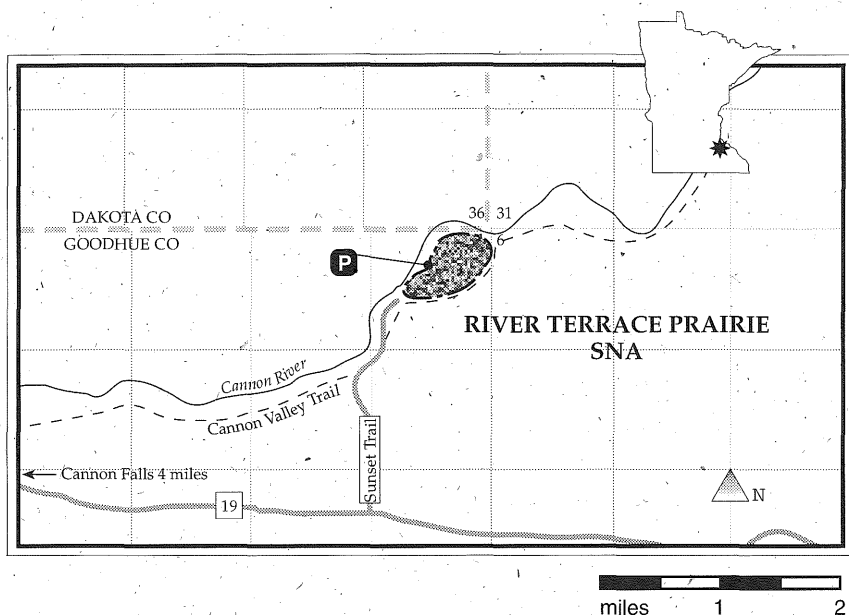 DAKOTA CO
GOODHUE CO
36 31
6
P
RIVER TERRACE PRAIRIE
SNA
Cannon River
Cannon Valley Trail
Sunset Trail
Cannon Falls 4 miles
19
N
miles 1 2